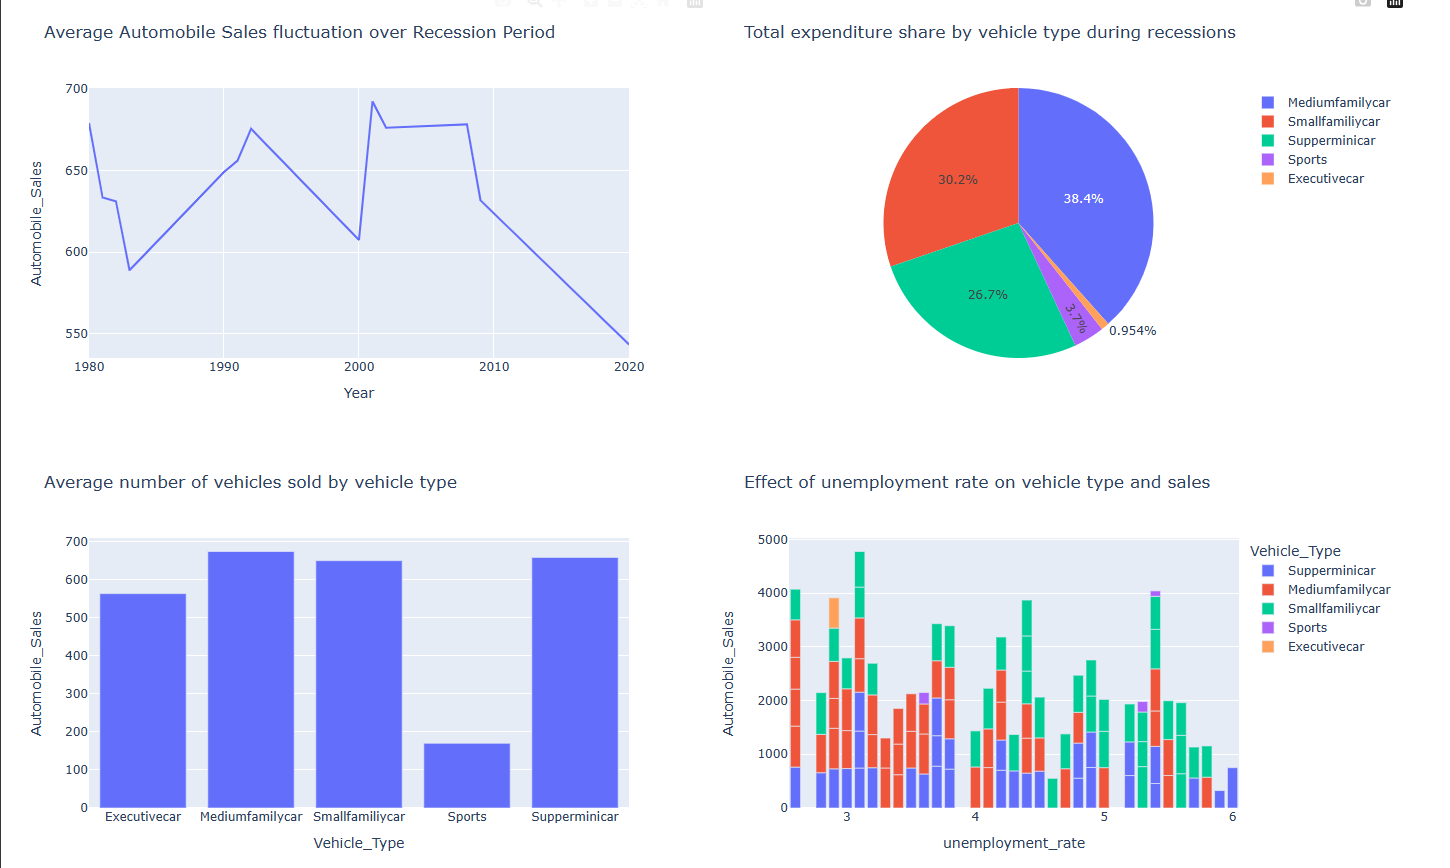 Average Automobile Sales fluctuation over Recession Period
700
650
600
550
Automobile_Sales
1980 1990 2000 2010 2020
Year
Total expenditure share by vehicle type during recessions
38.4%
30.2%
26.7%
3.7%
0.954%
Mediumfamilycar
Smallfamiliycar
Supperminicar
Sports
Executivecar
Average number of vehicles sold by vehicle type
700
600
500
400
300
200
100
0
Automobile_Sales
Executivecar Mediumfamilycar Smallfamiliycar Sports Supperminicar
Vehicle_Type
Effect of unemployment rate on vehicle type and sales
5000
4000
3000
2000
1000
0
Automobile_Sales
3 4 5 6
unemployment_rate
Vehicle_Type
Supperminicar
Mediumfamilycar
Smallfamiliycar
Sports
Executivecar